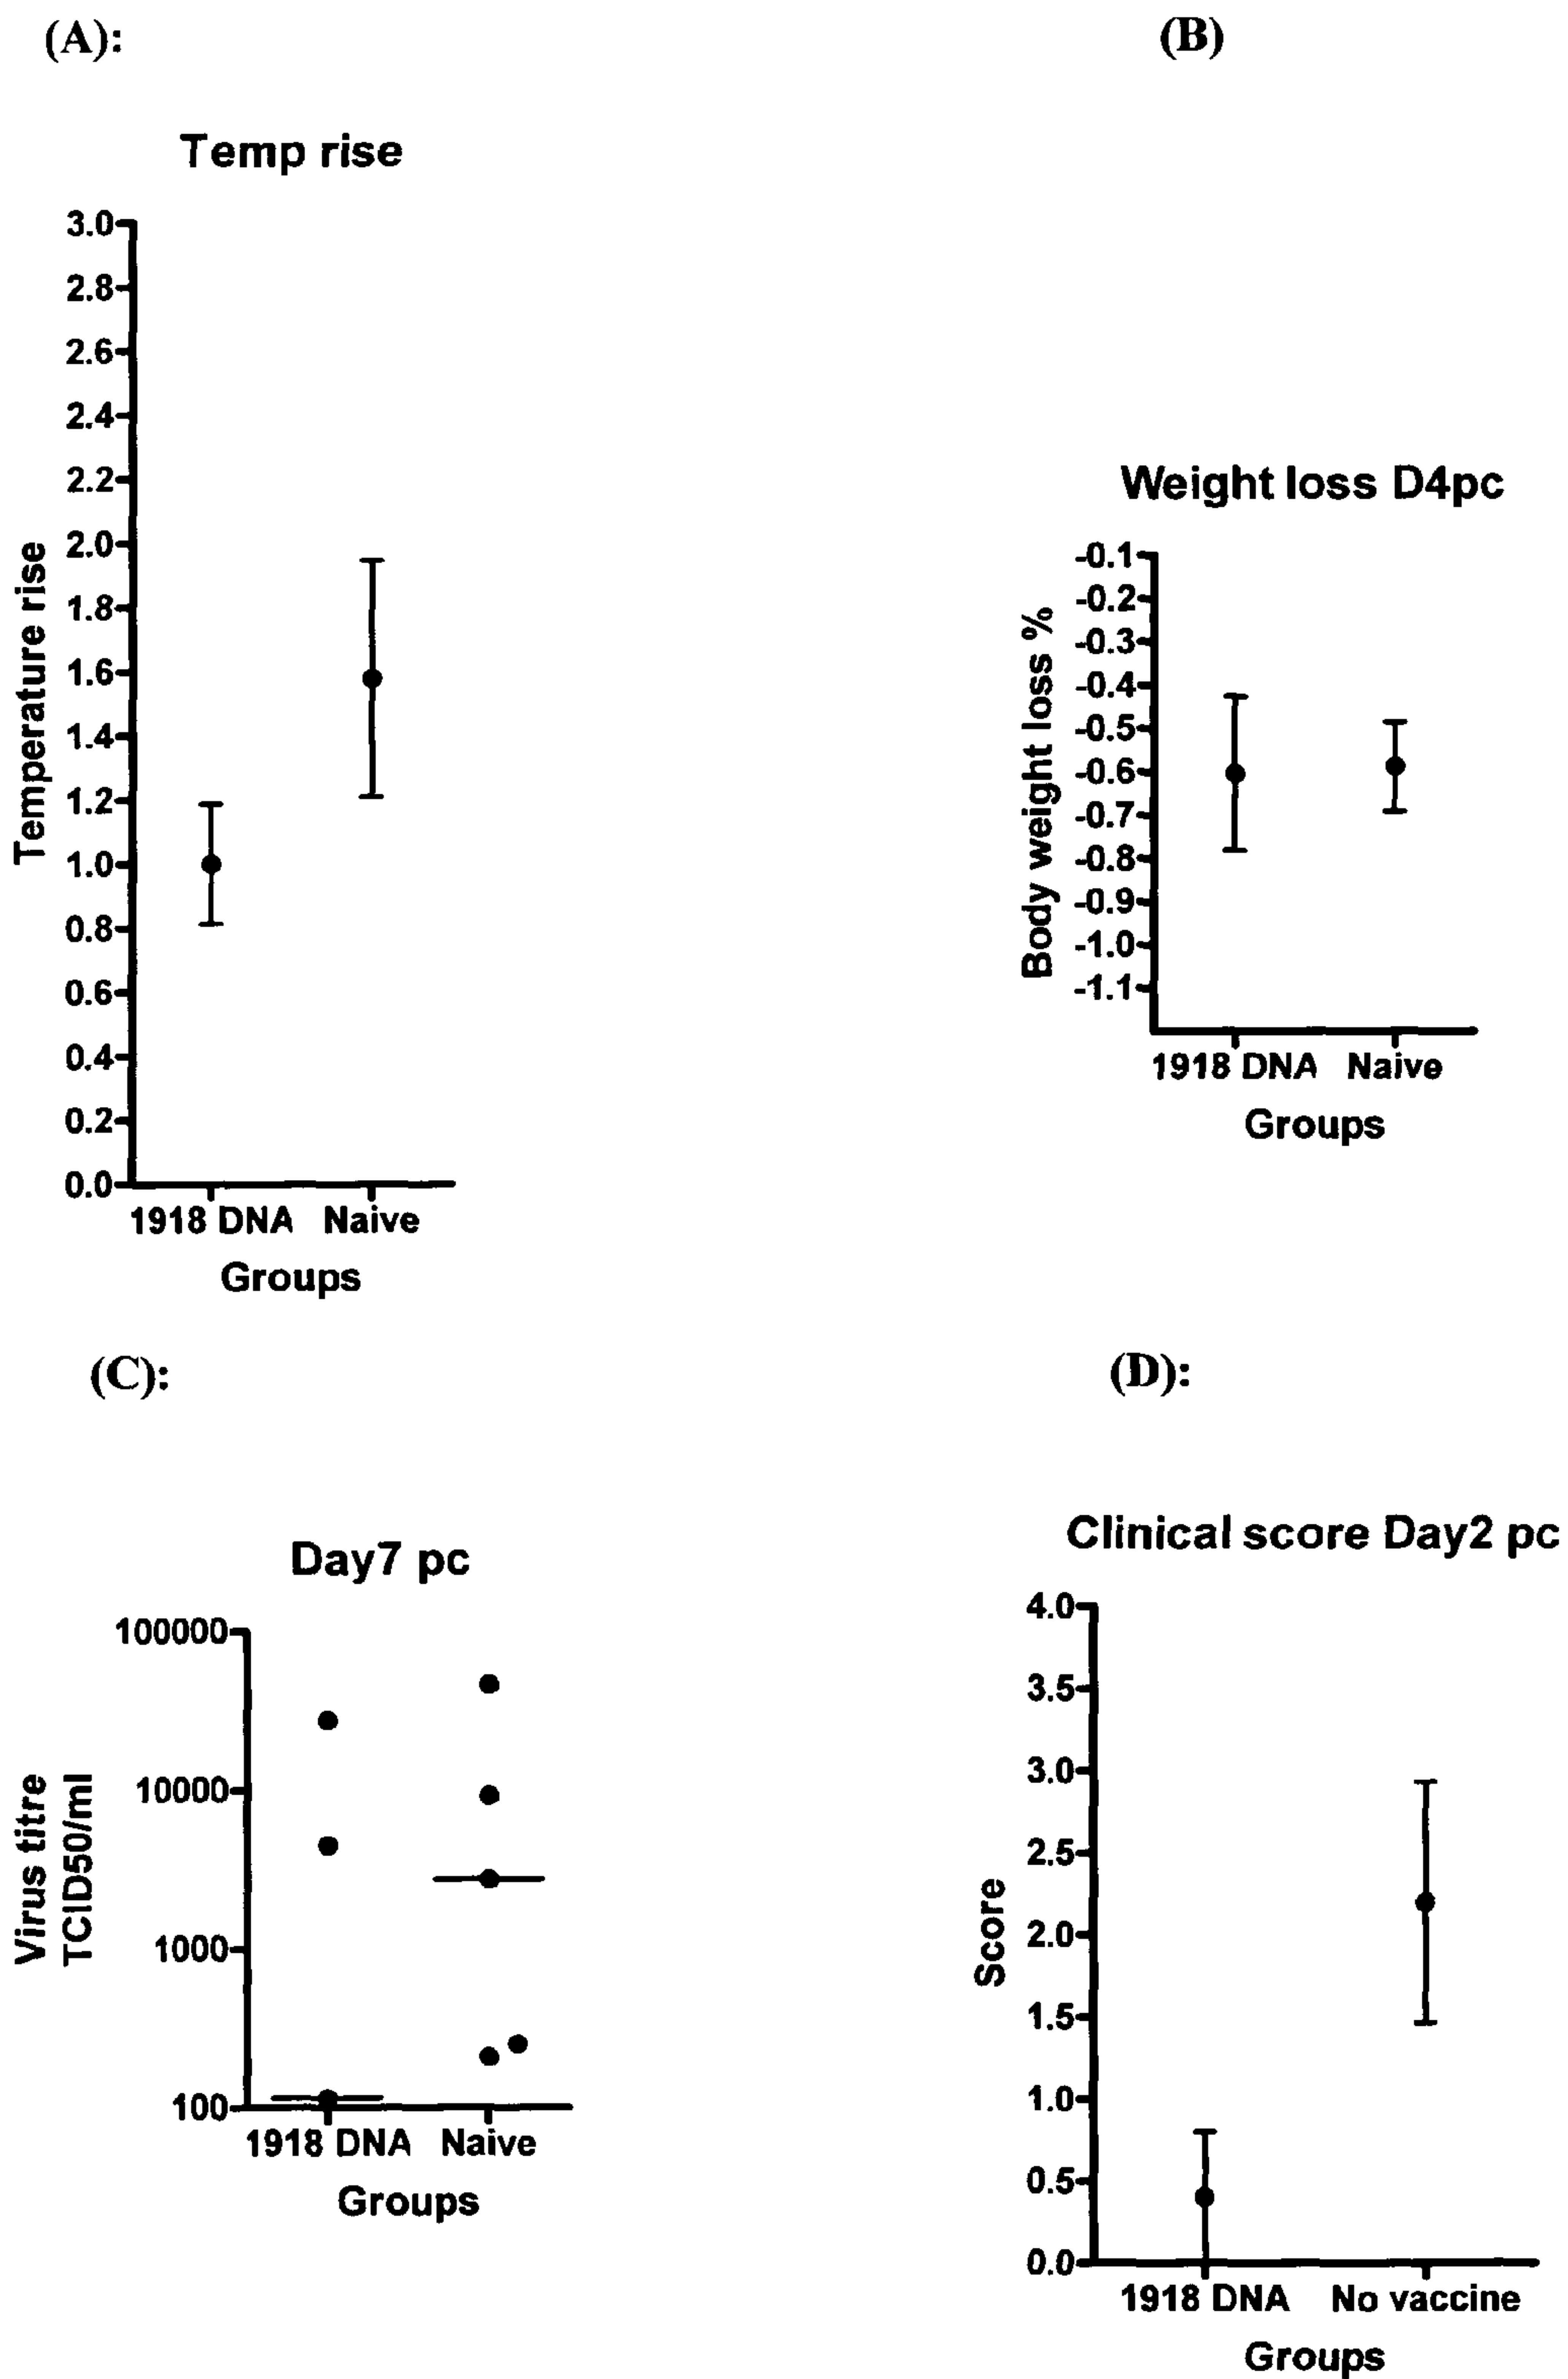 (A):
(B)
Temp rise
3.0
2.8
2.6
2.4
2.2
2.0
1.8
1.6
1.4
1.2
1.0
0.8
0.6
0.4
0.2
0.0
Temperature rise
1918 DNA Naive
Groups
Weight loss D4pc
-0.1
-0.2
-0.3
-0.4
-0.5
-0.6
-0.7
-0.8
-0.9
-1.0
-1.1
Body weight loss %
1918 DNA Naive
Groups
(C):
(D):
Day7 pc
100000
10000
1000
100
Virus titre
TCID50/ml
1918 DNA Naive
Groups
Clinical score Day2 pc
4.0
3.5
3.0
2.5
2.0
1.5
1.0
0.5
0.0
Score
1918 DNA No vaccine
Groups